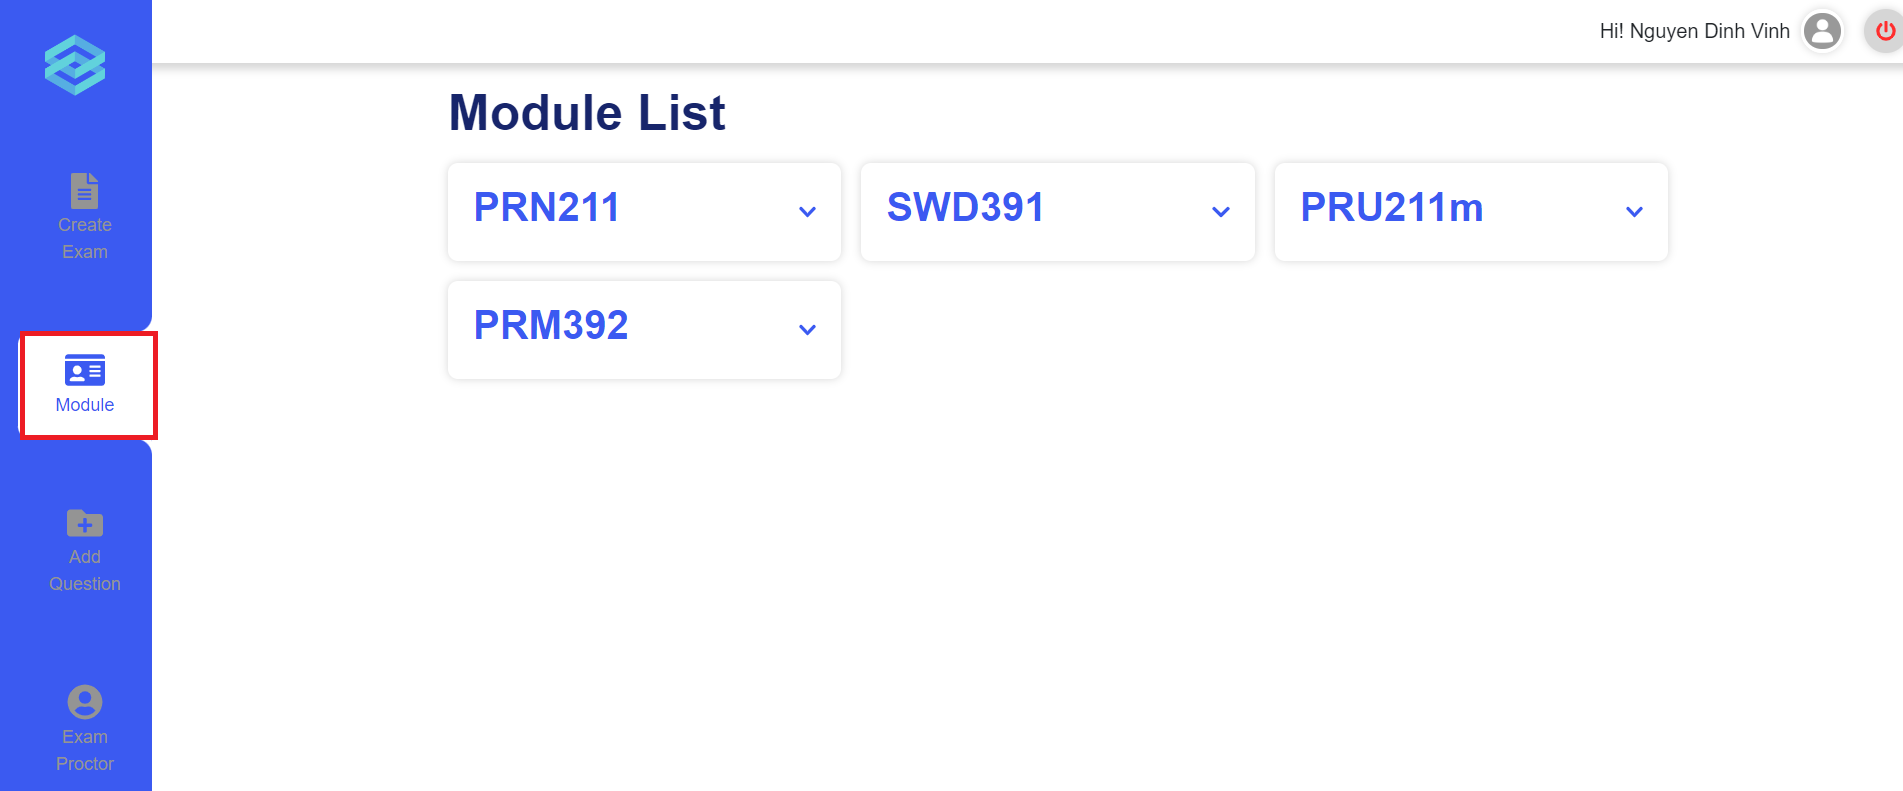 Hi! Nguyen Dinh Vinh
Create
Exam
Module
Add
Question
Exam
Proctor
Module List
PRN211
SWD391
PRU211m
PRM392